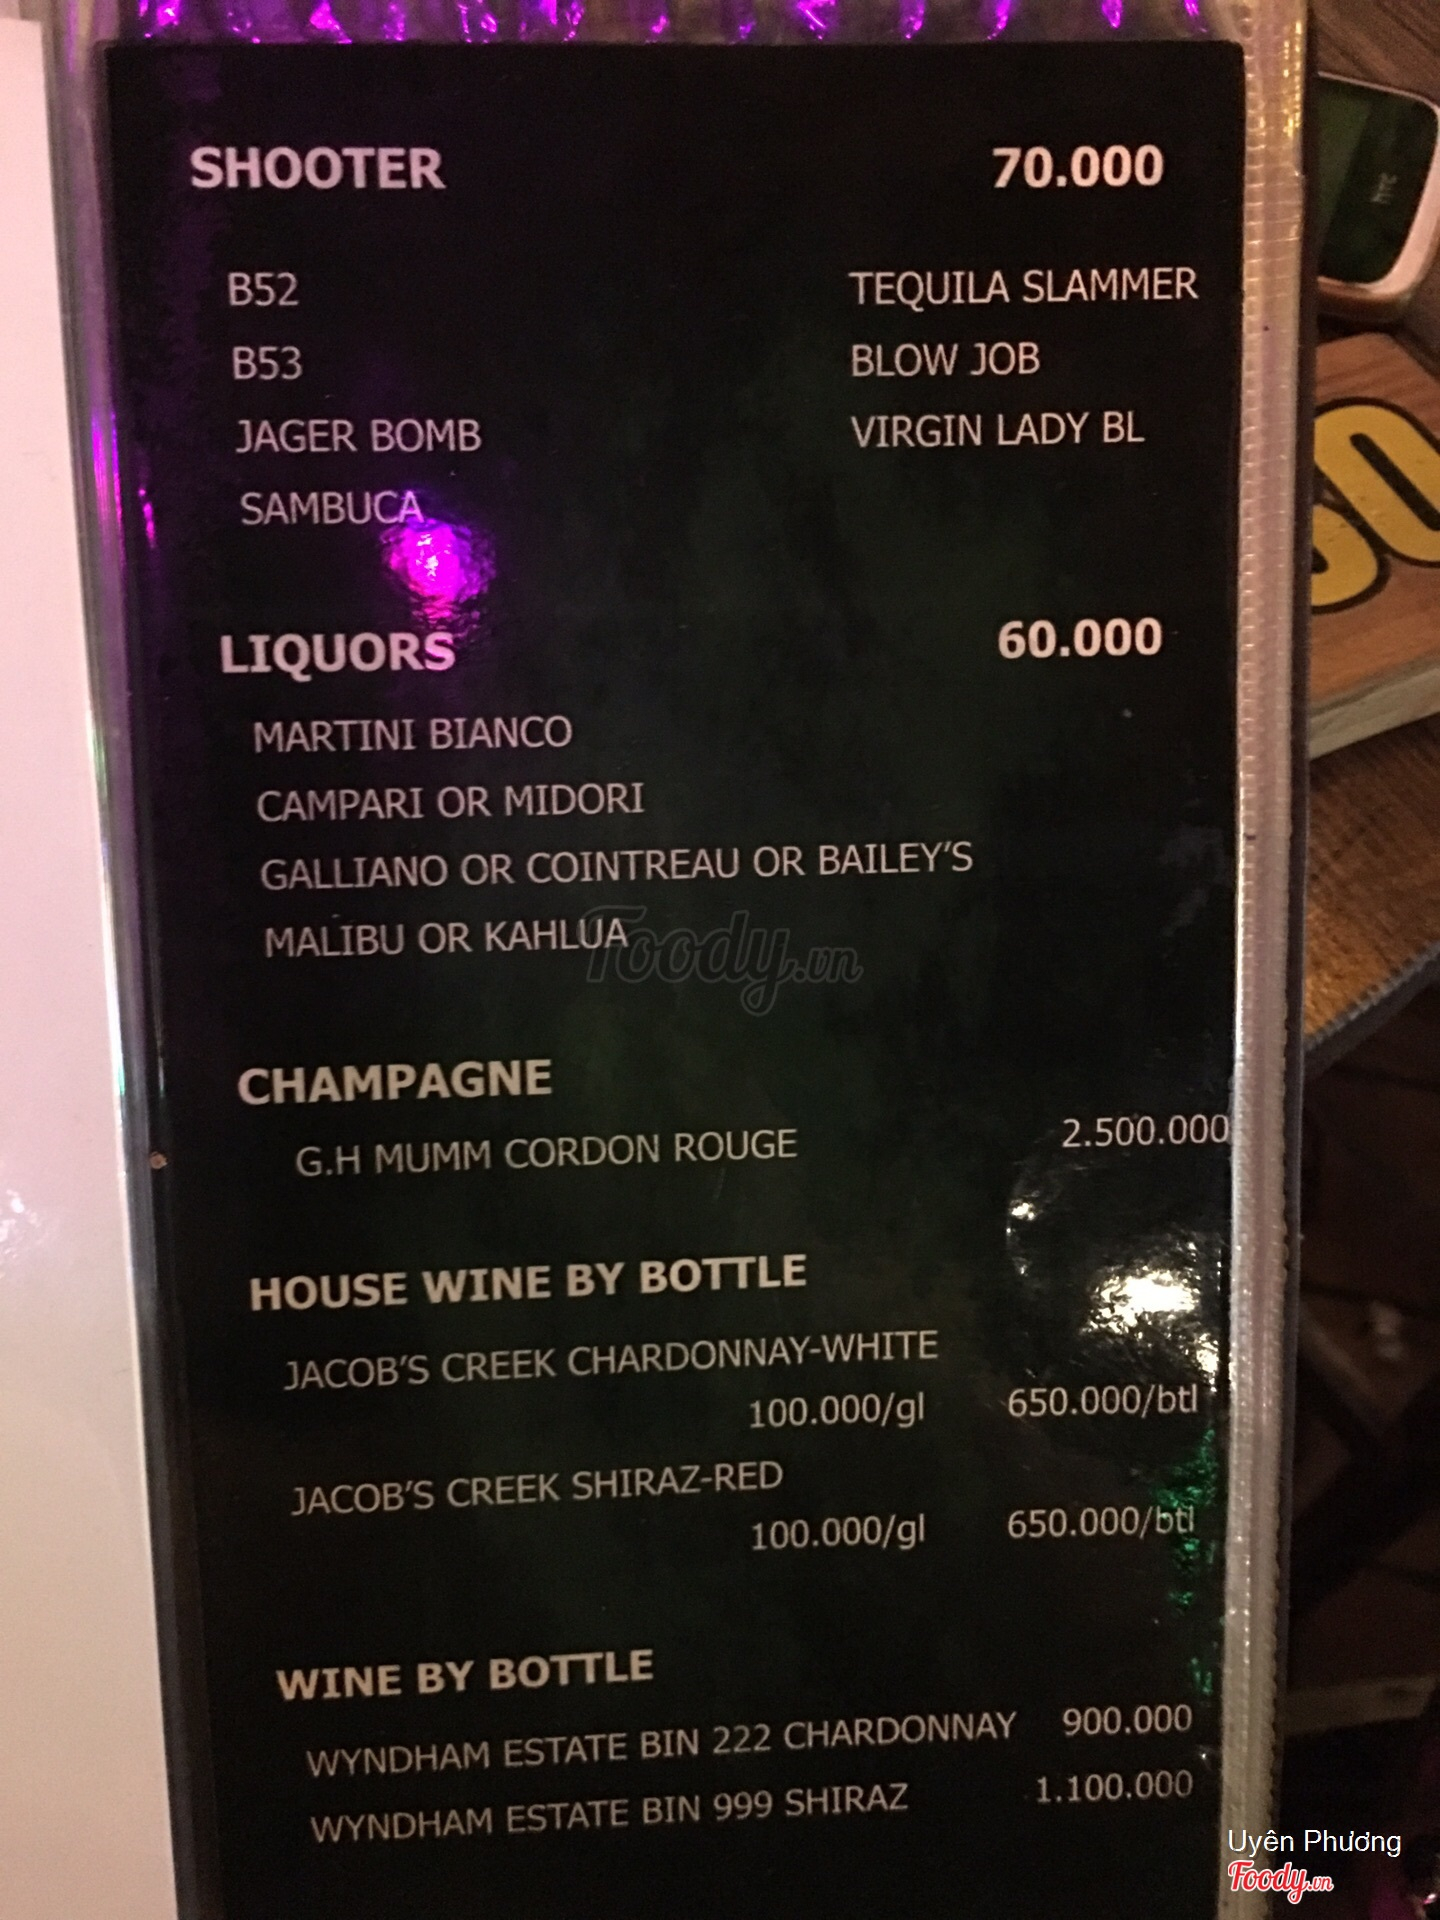 SHOOTER 70.000
B52 TEQUILA SLAMMER
B53 BLOW JOB
JAGER BOMB VIRGIN LADY BL
SAMBUCA
LIQUORS 60.000
MARTINI BIANCO
CAMPARI OR MIDORI
GALLIANO OR COINTREAU OR BAILEY'S
MALIBU OR KAHLUA
Foody.vn
CHAMPAGNE
G.H MUMM CORDON ROUGE 2.500.000
HOUSE WINE BY BOTTLE
JACOB'S CREEK CHARDONNAY-WHITE
100.000/gl 650.000/btl
JACOB'S CREEK SHIRAZ-RED
100.000/gl 650.000/btl
WINE BY BOTTLE
WYNDHAM ESTATE BIN 222 CHARDONNAY 900.000
WYNDHAM ESTATE BIN 999 SHIRAZ 1.100.000
hTC
Uyên Phương
Foody.vn